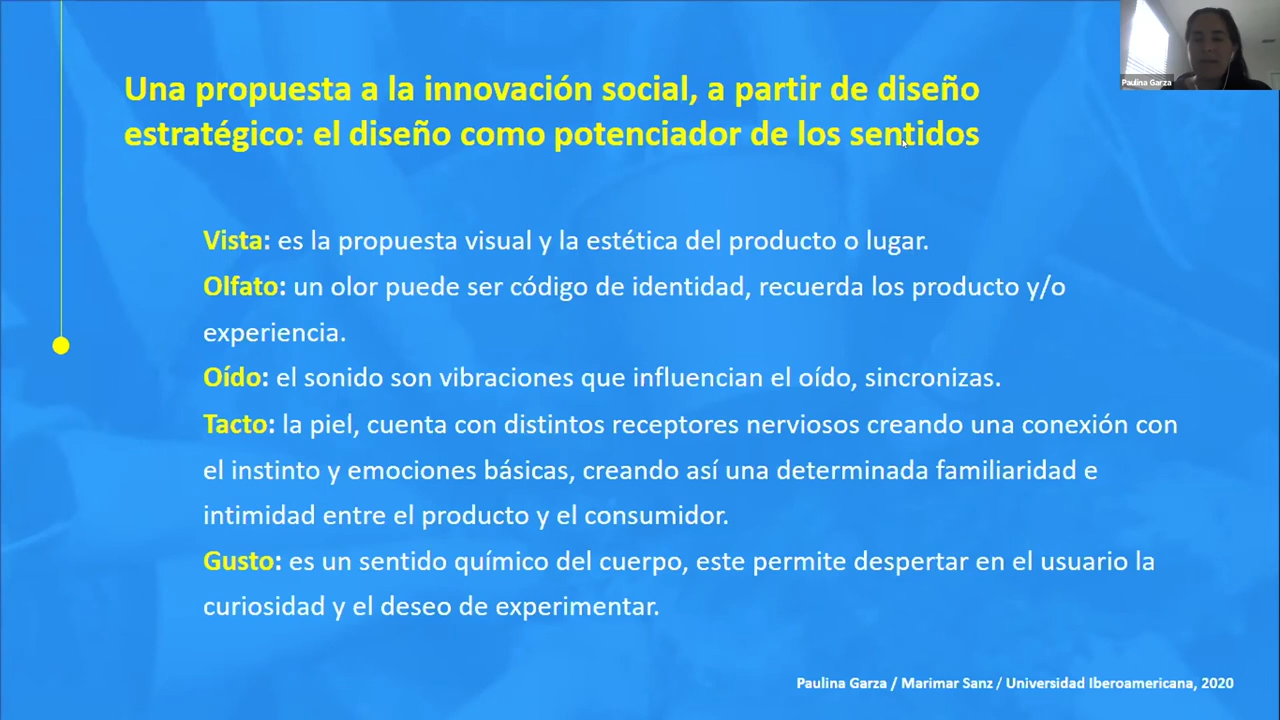 Una propuesta a la innovación social, a partir de diseño
estratégico: el diseño como potenciador de los sentidos
Vista: es la propuesta visual y la estética del producto o lugar.
Olfato: un olor puede ser código de identidad, recuerda los producto y/o
experiencia.
Oído: el sonido son vibraciones que influencian el oído, sincronizas.
Tacto: la piel, cuenta con distintos receptores nerviosos creando una conexión con
el instinto y emociones básicas, creando así una determinada familiaridad e
intimidad entre el producto y el consumidor.
Gusto: es un sentido químico del cuerpo, este permite despertar en el usuario la
curiosidad y el deseo de experimentar.
Paulina Garza / Marimar Sanz / Universidad Iberoamericana, 2020
Paulina Garza